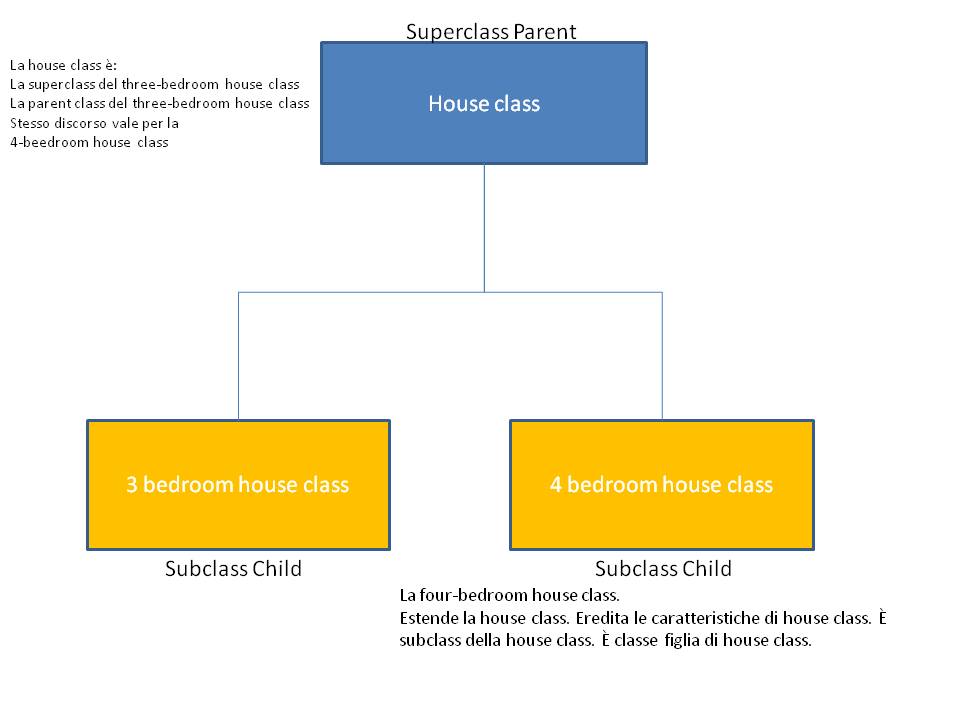 Superclass Parent
La house class è:
La superclass del three-bedroom house class
La parent class del three-bedroom house class
Stesso discorso vale per la
4-beedroom house class
House class
3 bedroom house class
4 bedroom house class
Subclass Child
Subclass Child
La four-bedroom house class.
Estende la house class. Eredita le caratteristiche di house class. È
subclass della house class. È classe figlia di house class.